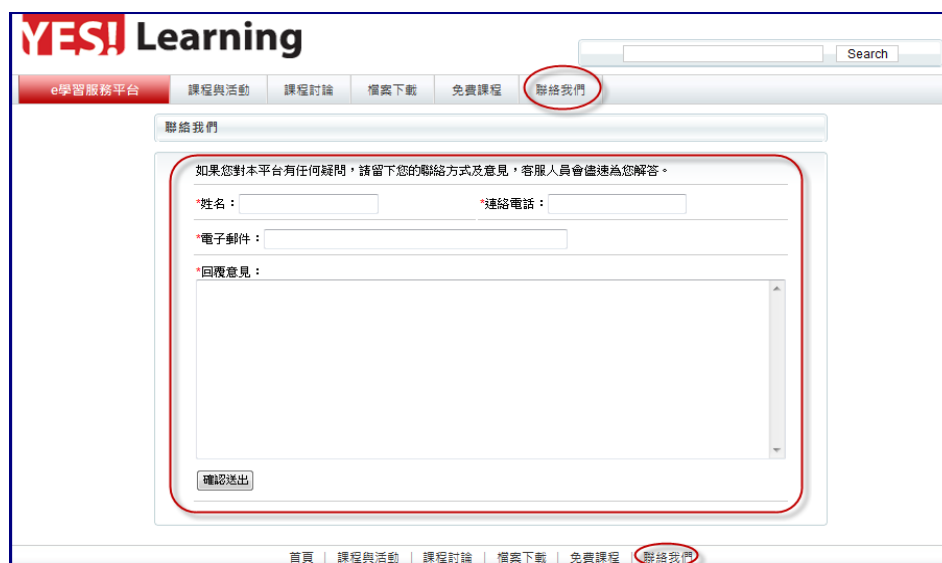 YES! Learning
Search
e學習服務平台 課程與活動 課程討論 檔案下載 免費課程 聯絡我們
聯絡我們
如果您對本平台有任何疑問，請留下您的聯絡方式及意見，客服人員會儘速為您解答。
*姓名： *連絡電話：
*電子郵件：
*回覆意見：
確認送出
首頁 | 課程與活動 | 課程討論 | 檔案下載 | 免費課程 | 聯絡我們